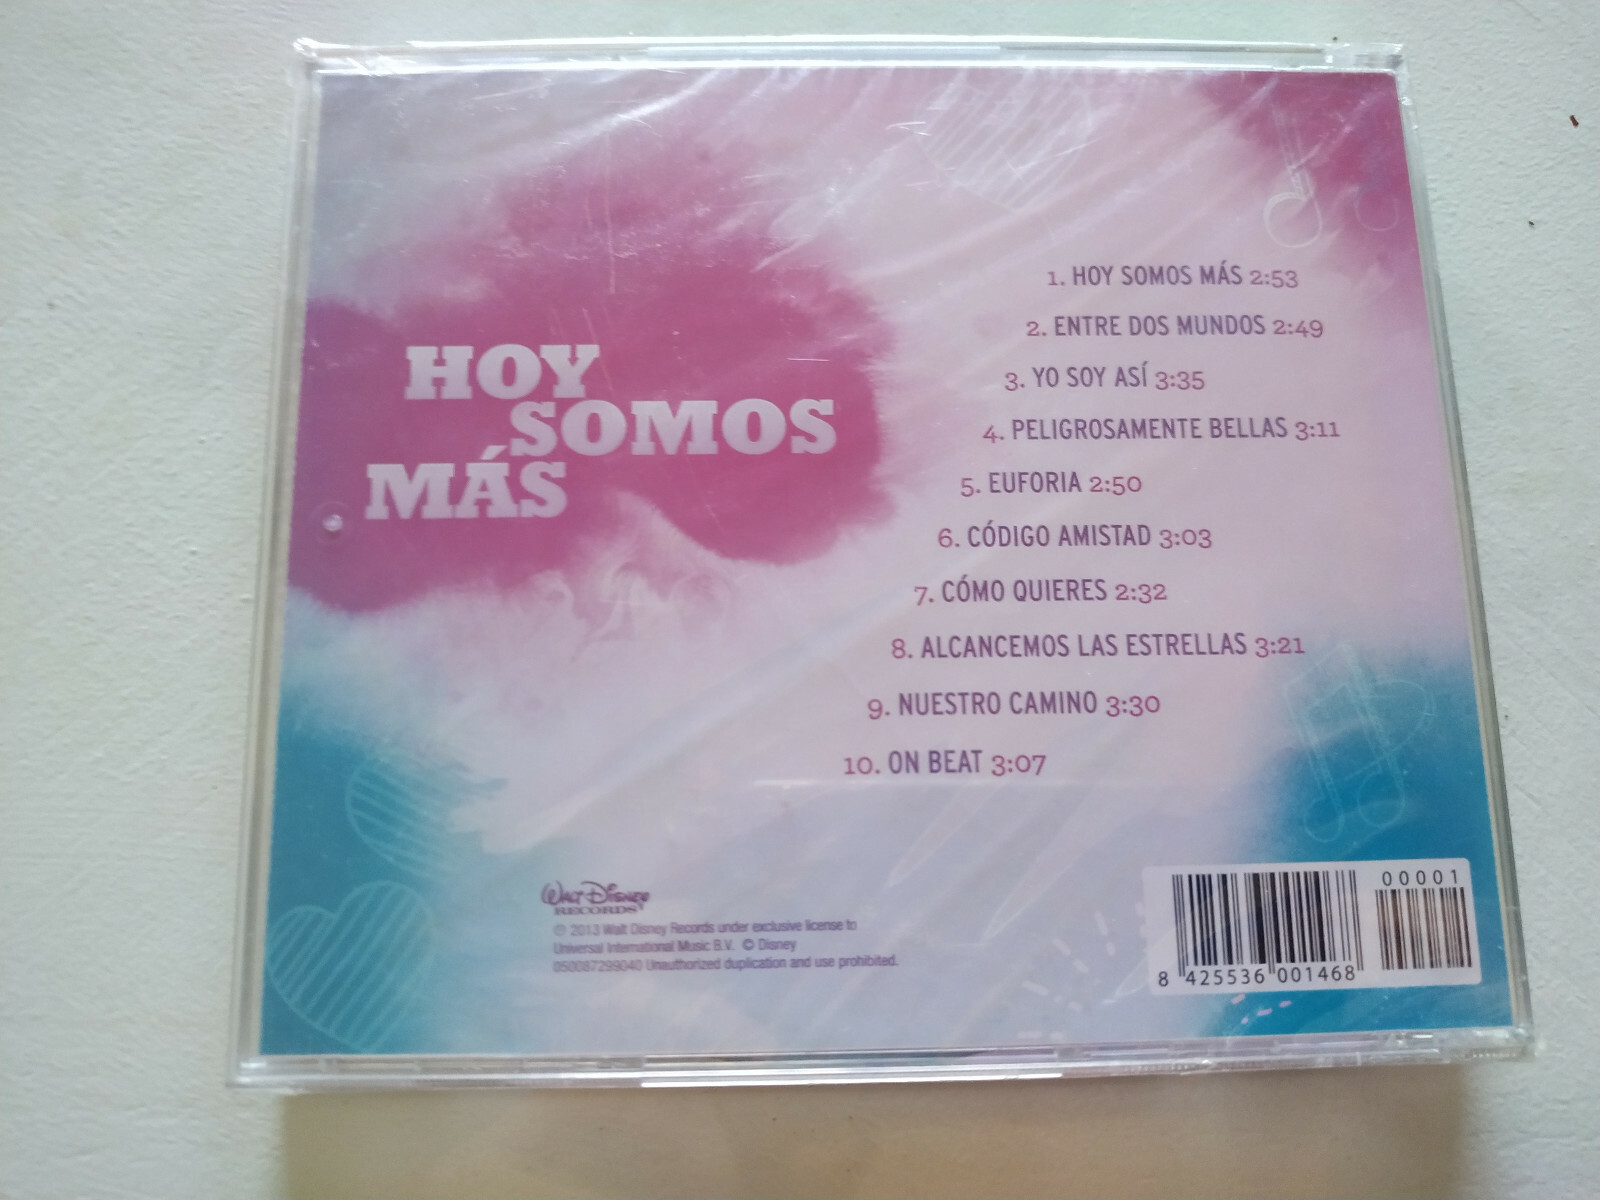 HOY
SOMOS
MÁS
1. HOY SOMOS MÁS 2:53
2. ENTRE DOS MUNDOS 2:49
3. YO SOY ASÍ 3:35
4. PELIGROSAMENTE BELLAS 3:11
5. EUFORIA 2:50
6. CÓDIGO AMISTAD 3:03
7. CÓMO QUIERES 2:32
8. ALCANCEMOS LAS ESTRELLAS 3:21
9. NUESTRO CAMINO 3:30
10. ON BEAT 3:07
WALT DISNEY
RECORDS
℗ 2013 Walt Disney Records under exclusive license to
Universal International Music B.V. © Disney
050087299040 Unauthorized duplication and use prohibited.
00001
8 425536 001468